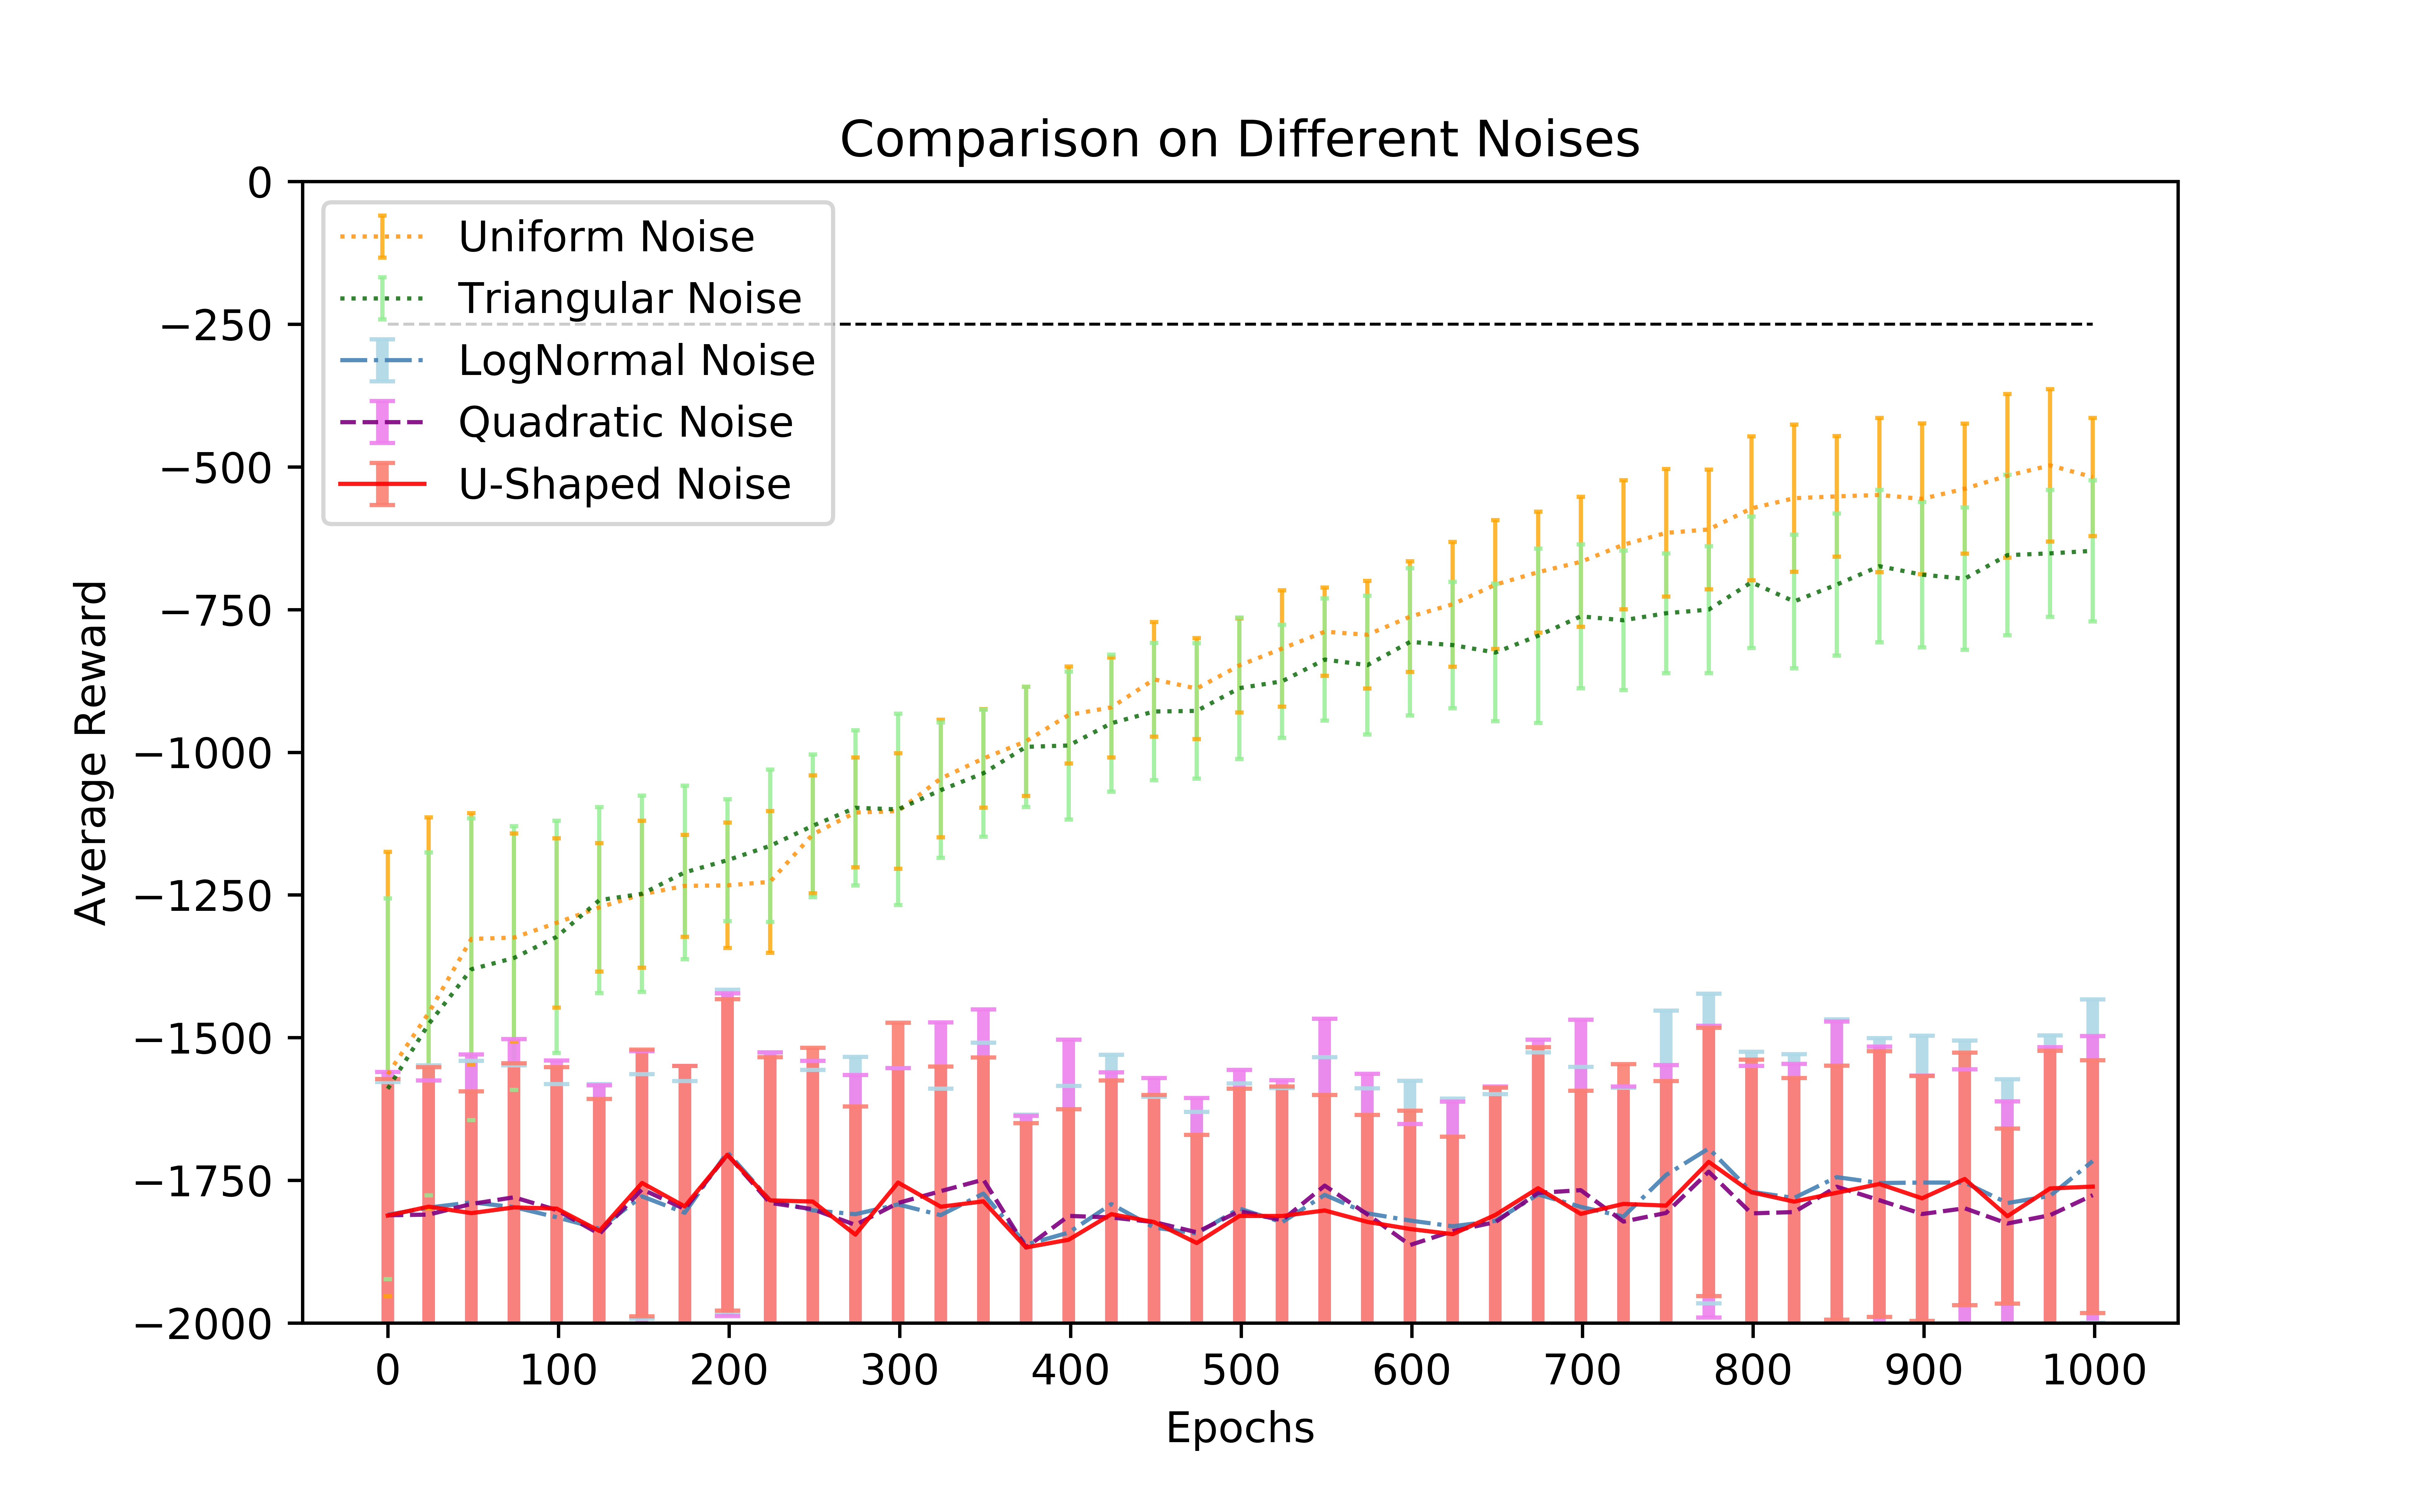 Comparison on Different Noises
0
−250
−500
−750
−1000
−1250
−1500
−1750
−2000
Average Reward
Uniform Noise
Triangular Noise
LogNormal Noise
Quadratic Noise
U-Shaped Noise
0 100 200 300 400 500 600 700 800 900 1000
Epochs